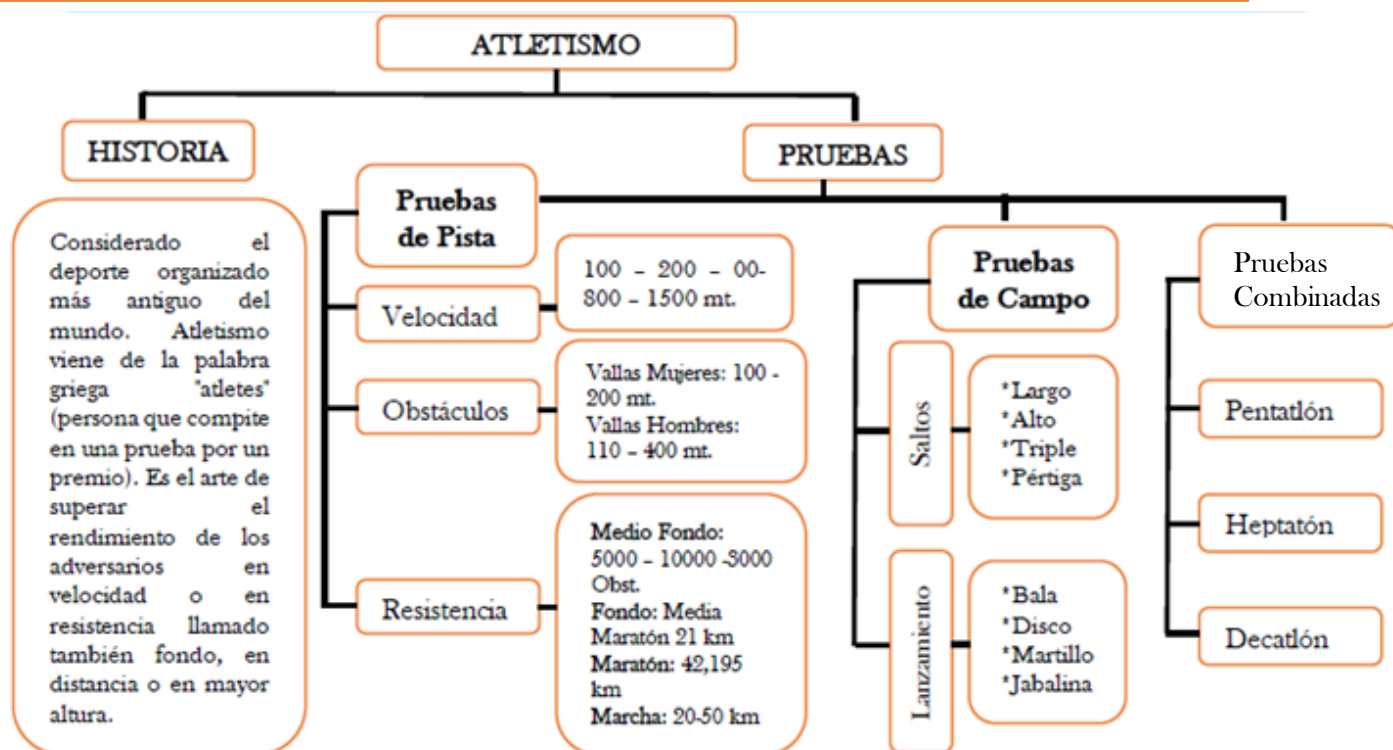 ATLETISMO
HISTORIA
Considerado el
deporte organizado
más antiguo del
mundo. Atletismo
viene de la palabra
griega "atletes"
(persona que compite
en una prueba por un
premio). Es el arte de
superar el
rendimiento de los
adversarios en
velocidad o en
resistencia llamado
también fondo, en
distancia o en mayor
altura.
PRUEBAS
Pruebas
de Pista
Velocidad
100 – 200 – 00-
800 – 1500 mt.
Obstáculos
Vallas Mujeres: 100 -
200 mt.
Vallas Hombres:
110 – 400 mt.
Resistencia
Medio Fondo:
5000 – 10000 -3000
Obst.
Fondo: Media
Maratón 21 km
Maratón: 42,195
km
Marcha: 20-50 km
Pruebas
de Campo
Saltos
*Largo
*Alto
*Triple
*Pértiga
Lanzamiento
*Bala
*Disco
*Martillo
*Jabalina
Pruebas
Combinadas
Pentatlón
Heptatón
Decatlón